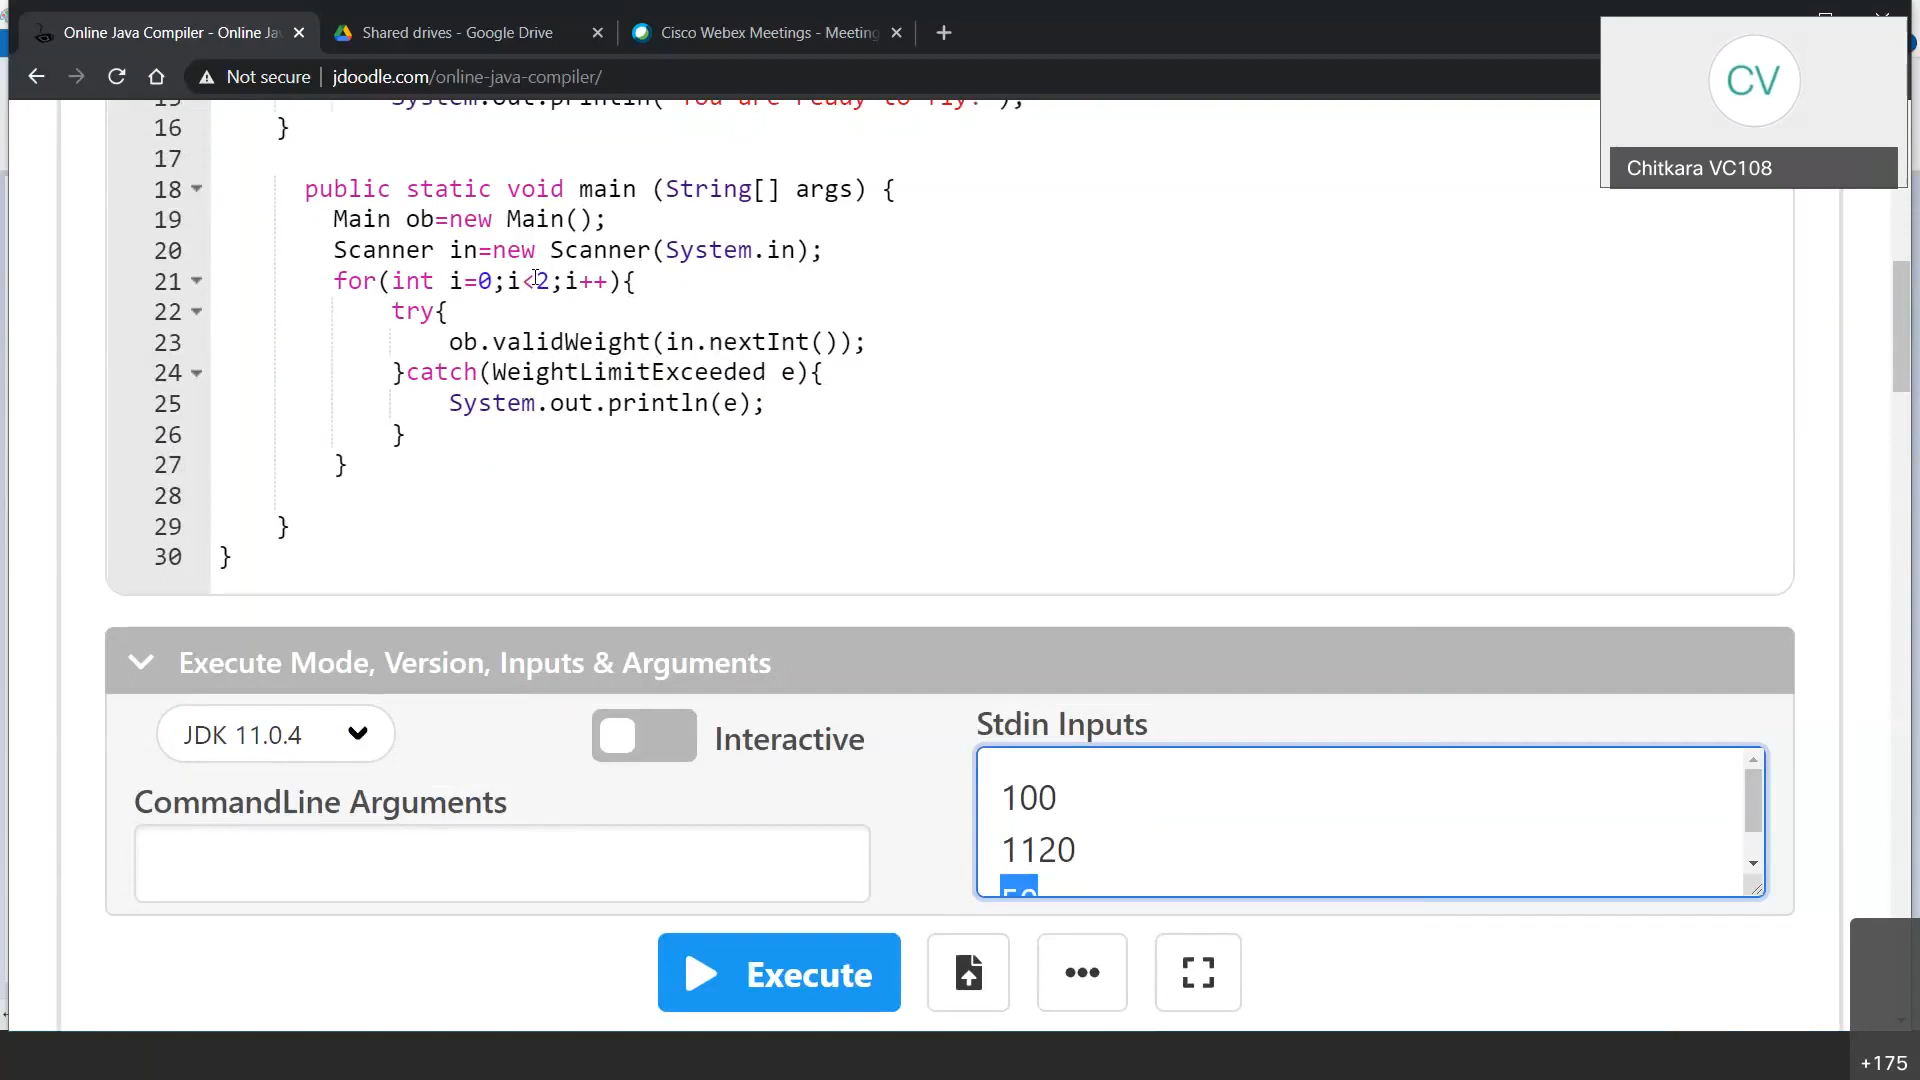 Online Java Compiler - Online Ja
Shared drives - Google Drive
Cisco Webex Meetings - Meeting
Not secure
jdoodle.com/online-java-compiler/
CV
Chitkara VC108
15 System.out.println("You are ready to fly!");
16 }
17
18 public static void main (String[] args) {
19 Main ob=new Main();
20 Scanner in=new Scanner(System.in);
21 for(int i=0;i<2;i++){
22 try{
23 ob.validWeight(in.nextInt());
24 }catch(WeightLimitExceeded e){
25 System.out.println(e);
26 }
27 }
28
29 }
30 }
Execute Mode, Version, Inputs & Arguments
JDK 11.0.4
Interactive
Stdin Inputs
CommandLine Arguments
100
1120
50
Execute
+175